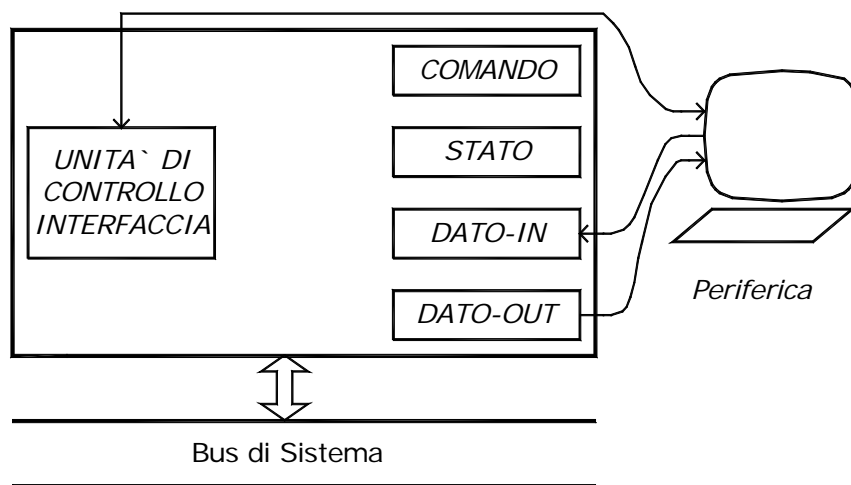 COMANDO
UNITA` DI
CONTROLLO
INTERFACCIA
STATO
DATO-IN
DATO-OUT
Periferica
Bus di Sistema